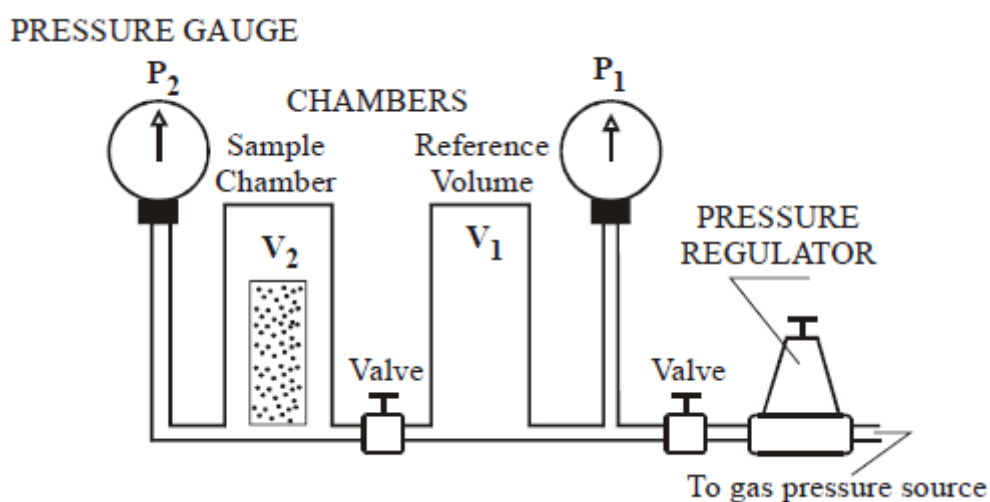 PRESSURE GAUGE
P2
P1
CHAMBERS
Sample
Chamber
Reference
Volume
V2
V1
PRESSURE
REGULATOR
Valve
Valve
To gas pressure source